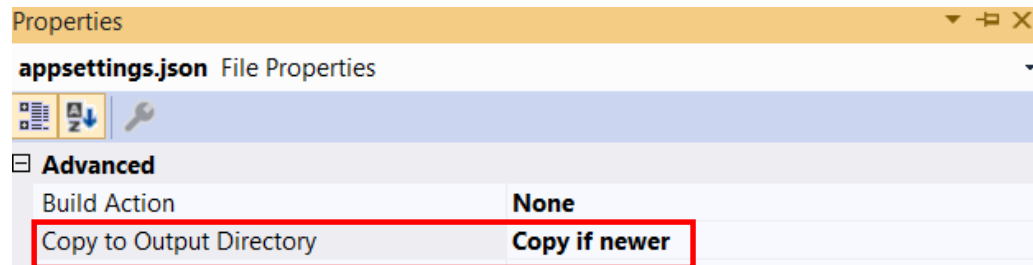 Properties
appsettings.json File Properties
A
Z
Advanced
Build Action None
Copy to Output Directory Copy if newer